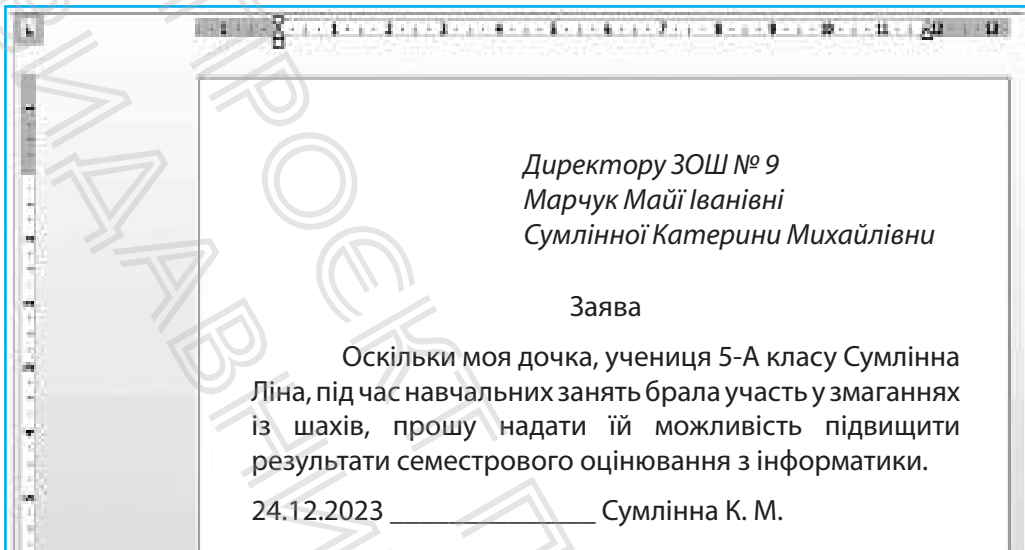 Директору ЗОШ № 9
Марчук Майї Іванівні
Сумлінної Катерини Михайлівни
Заява
Оскільки моя дочка, учениця 5-А класу Сумлінна
Ліна, під час навчальних занять брала участь у змаганнях
із шахів, прошу надати їй можливість підвищити
результати семестрового оцінювання з інформатики.
24.12.2023 _______________ Сумлінна К. М.